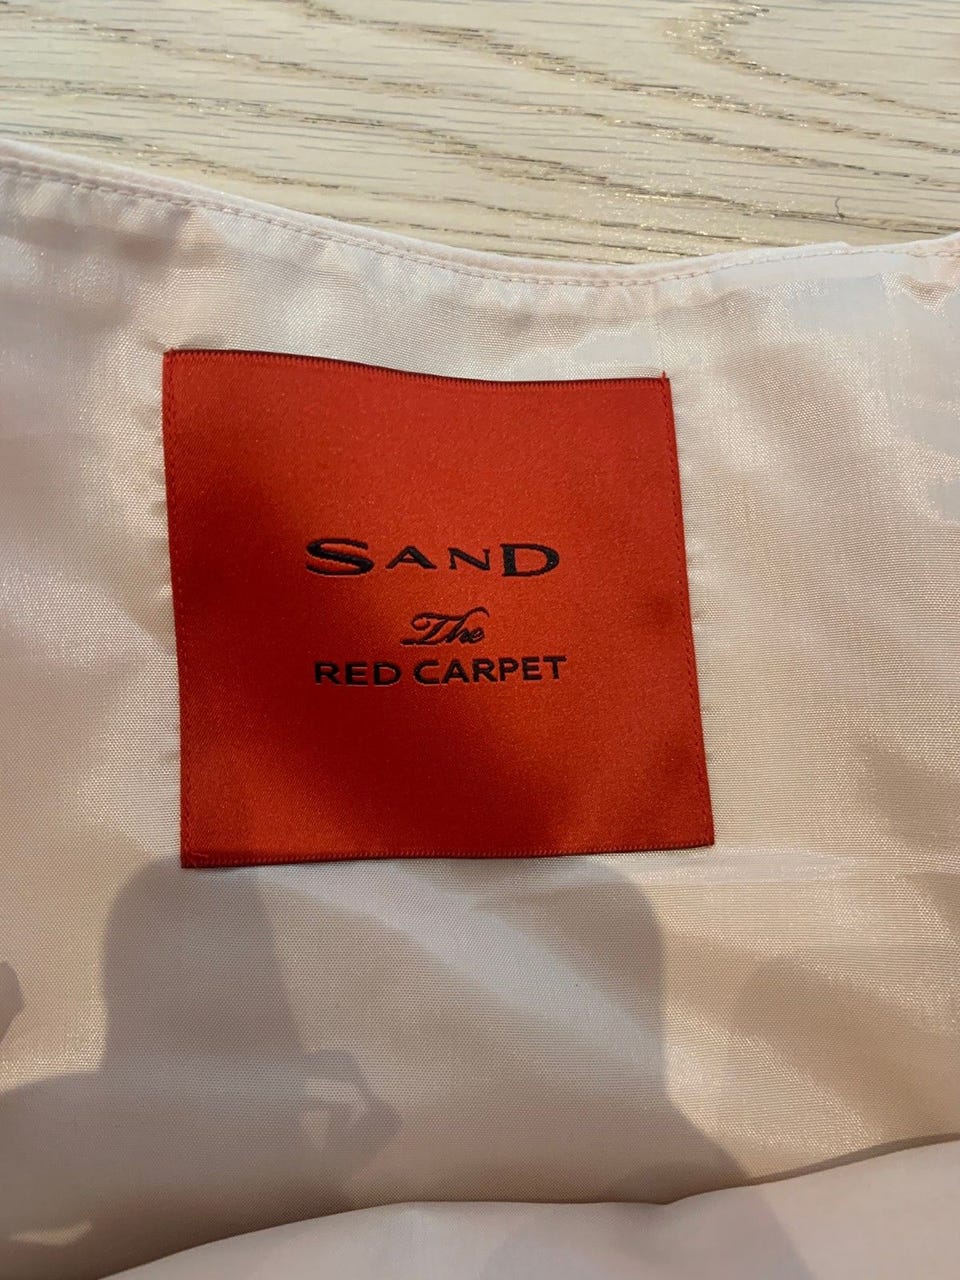 SAND
The
RED CARPET